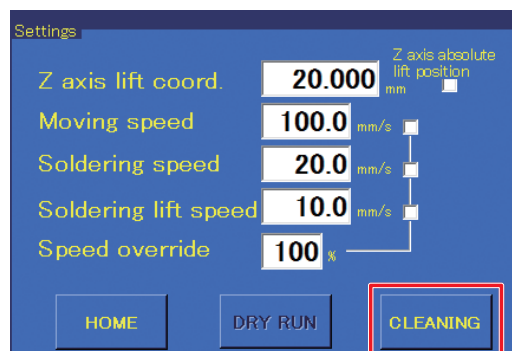 Settings
Z axis absolute
lift position
Z axis lift coord. 20.000 mm
Moving speed 100.0 mm/s
Soldering speed 20.0 mm/s
Soldering lift speed 10.0 mm/s
Speed override 100 %
HOME DRY RUN CLEANING